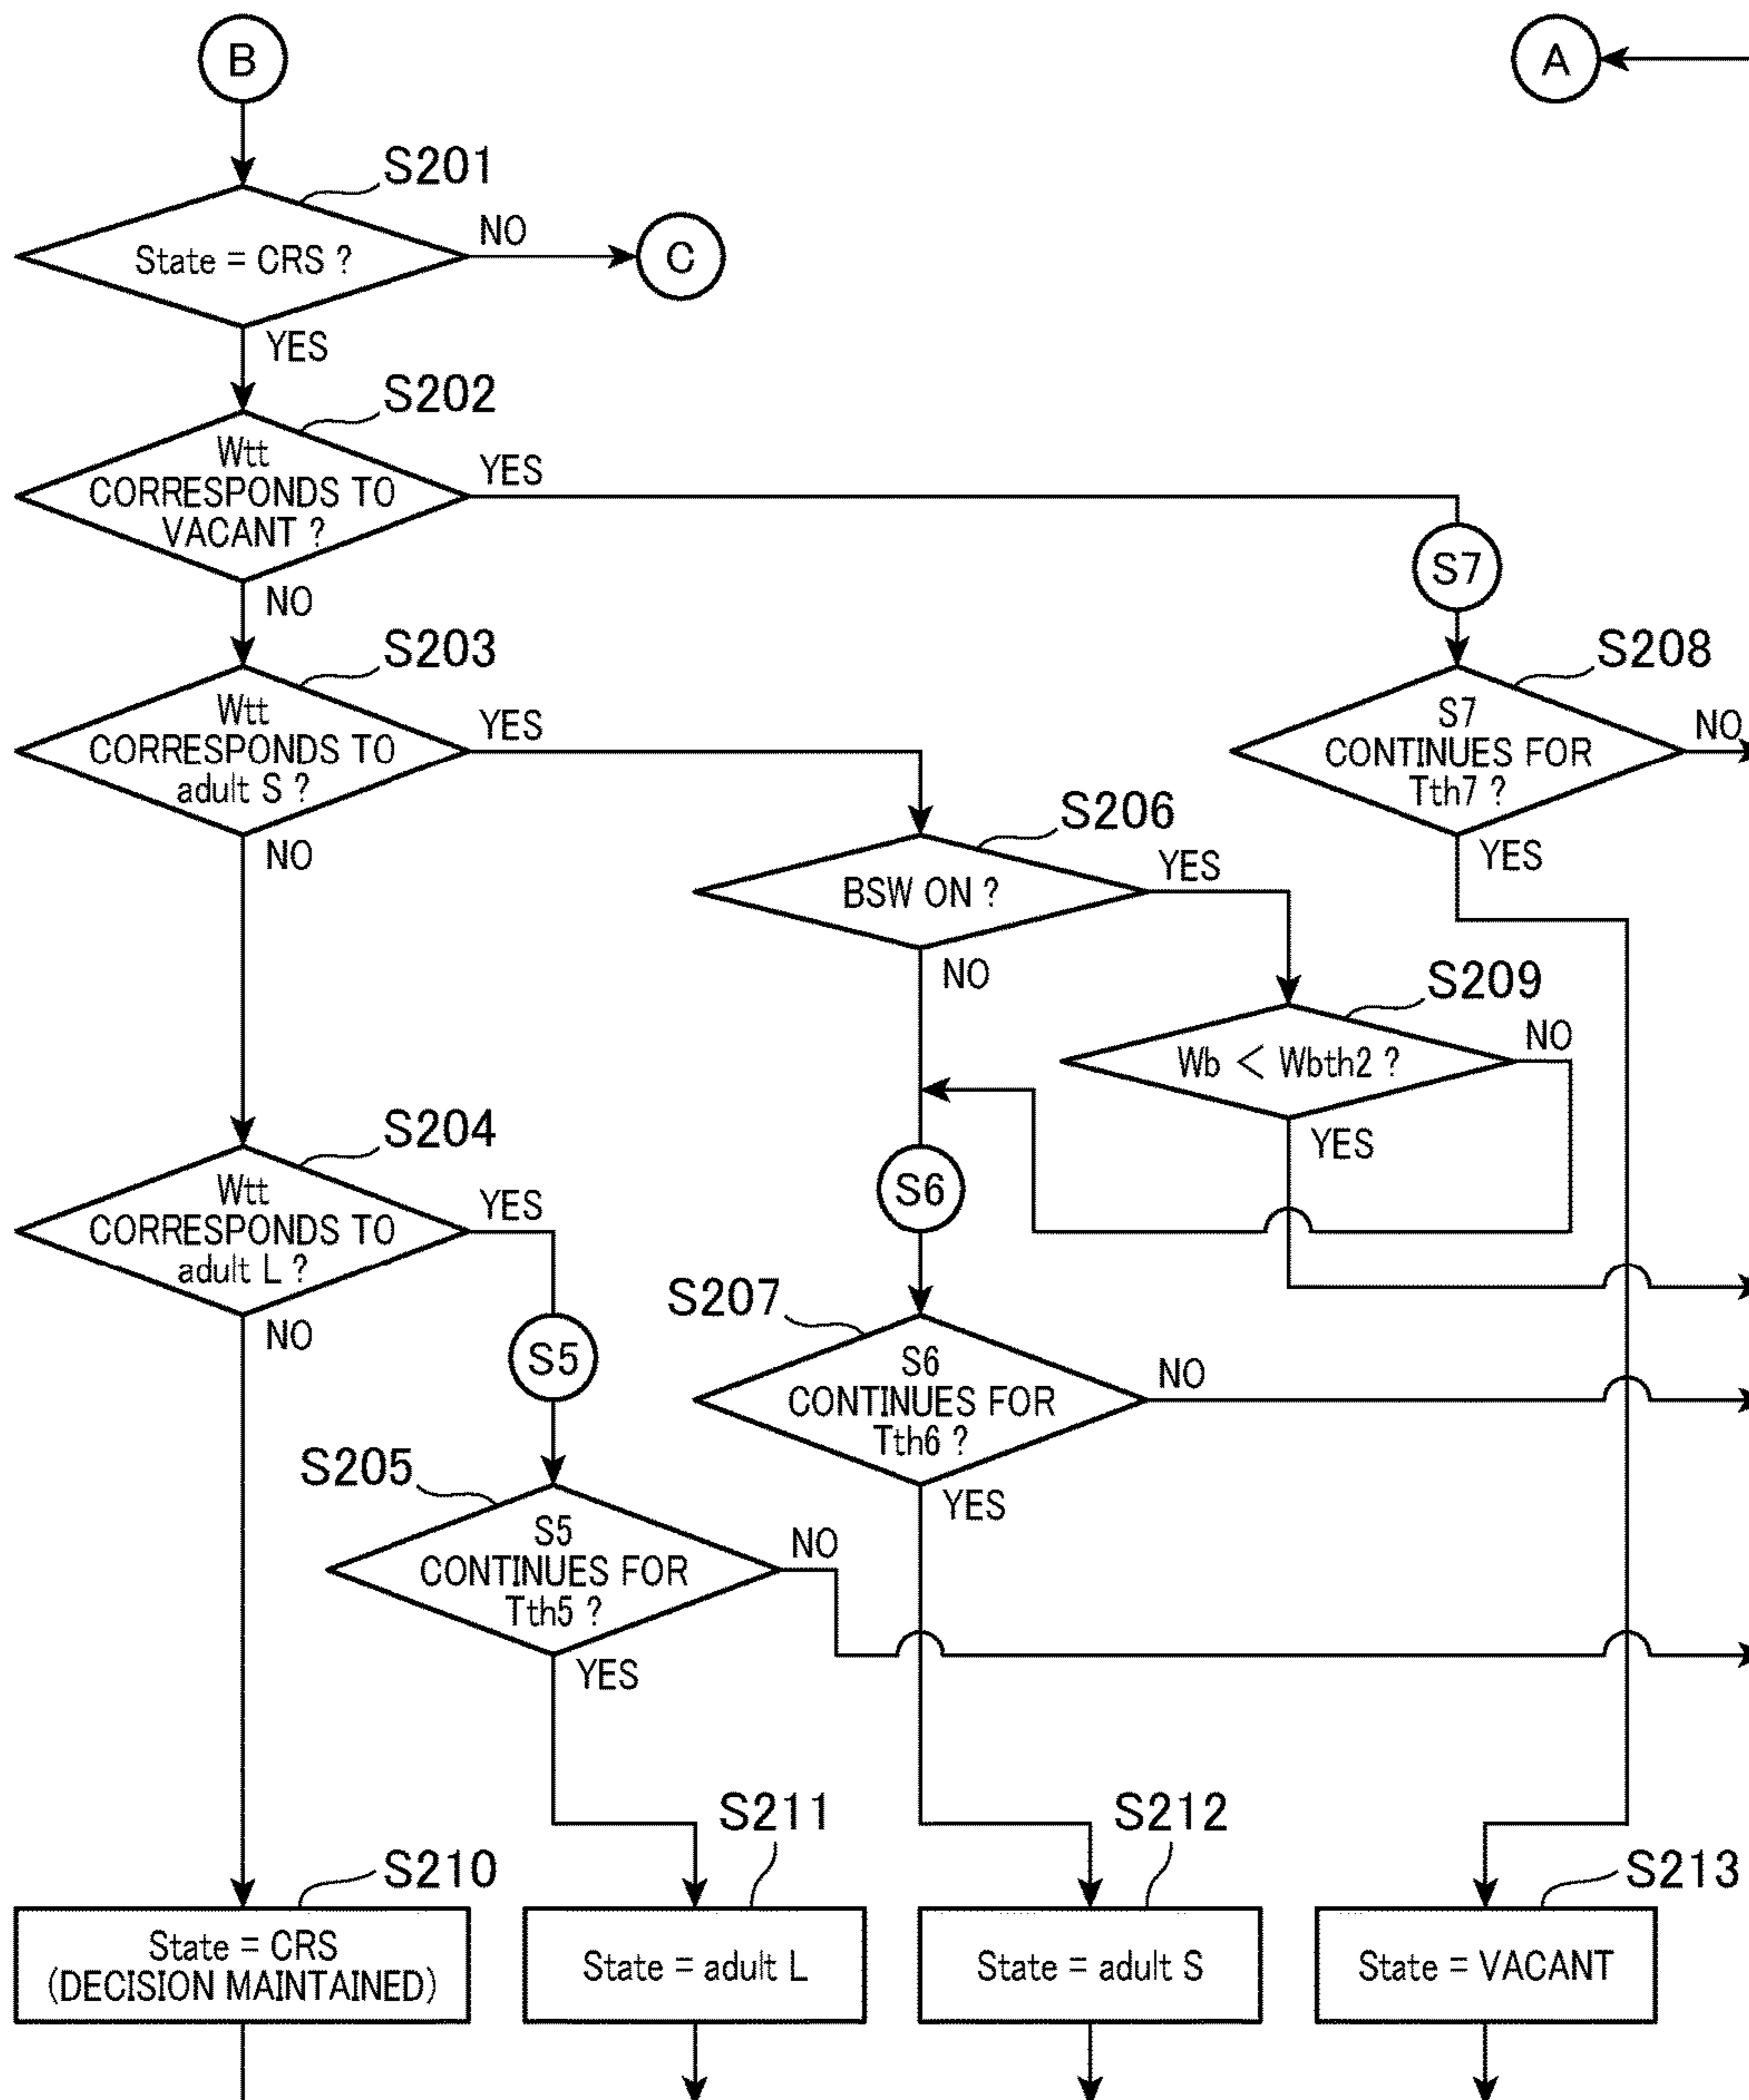 B
A
S201
State = CRS ?
NO
C
YES
S202
Wtt
CORRESPONDS TO
VACANT ?
YES
NO
S7
S203
Wtt
CORRESPONDS TO
adult S ?
YES
NO
S208
S7
CONTINUES FOR
Tth7 ?
NO
YES
S206
BSW ON ?
YES
NO
S209
Wb < Wbth2 ?
NO
YES
S204
Wtt
CORRESPONDS TO
adult L ?
YES
NO
S6
S5
S207
S6
CONTINUES FOR
Tth6 ?
NO
YES
S205
S5
CONTINUES FOR
Tth5 ?
NO
YES
S210
State = CRS
(DECISION MAINTAINED)
S211
State = adult L
S212
State = adult S
S213
State = VACANT